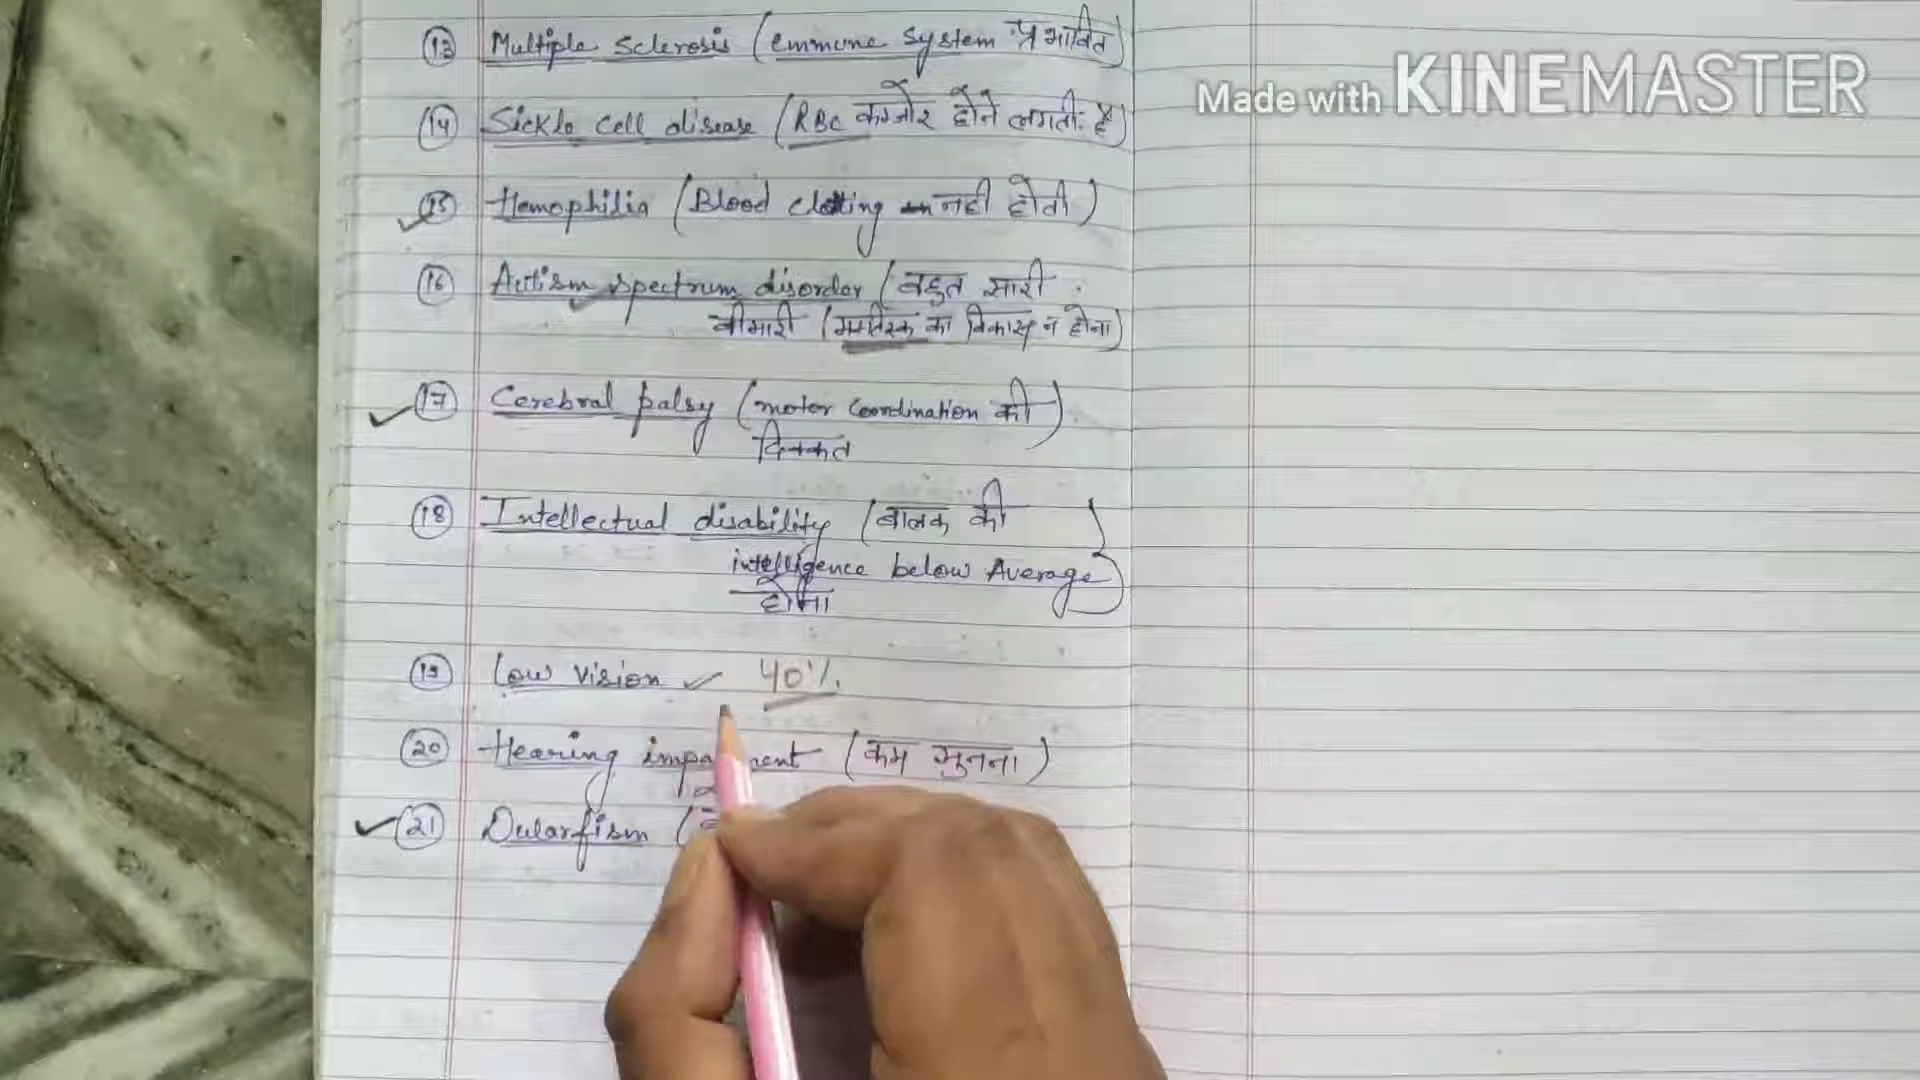 (13) Multiple Sclerosis (emmune System प्रभावित)
Made with KINEMASTER
(14) Sickle Cell disease (RBC कमजोर होने लगती है)
(15) Hemophilia (Blood clotting नही होती)
(16) Autism spectrum disorder (बहुत सारी
बीमारी (मस्तिस्क का विकास न होना)
(17) Cerebral palsy (motor Coordination की)
दिक्कत
(18) Intellectual disability (बालक की
intelligence below Average)
होना
(19) Low vision ✓ 40%.
(20) Hearing (कम सुनना)
(21) Dwarfism (